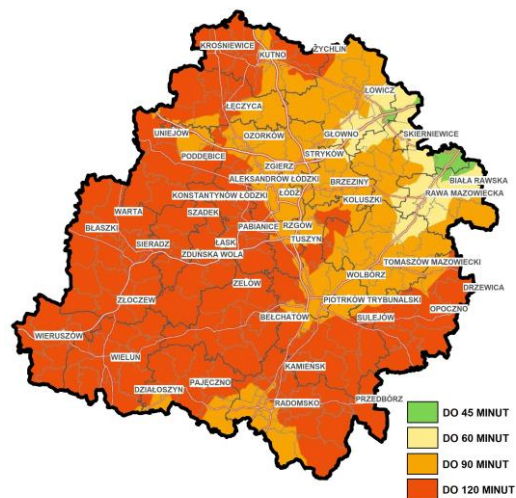 KROŚNIEWICE
KUTNO
ŻYCHLIN
ŁĘCZYCA
ŁOWICZ
UNIEJÓW
OZORKÓW
GŁOWNO
SKIERNIEWICE
PODDĘBICE
STRYKÓW
ZGIERZ
ALEKSANDRÓW ŁÓDZKI
BRZEZINY
BIAŁA RAWSKA
RAWA MAZOWIECKA
KONSTANTYNÓW ŁÓDZKI
ŁÓDŹ
KOLUSZKI
WARTA
SZADEK
PABIANICE
RZGÓW
BŁASZKI
SIERADZ
ŁASK
TUSZYN
ZDUŃSKA WOLA
TOMASZÓW MAZOWIECKI
WOLBÓRZ
ZŁOCZEW
ZELÓW
DRZEWICA
PIOTRKÓW TRYBUNALSKI
OPOCZNO
BEŁCHATÓW
SULEJÓW
WIERUSZÓW
WIELUŃ
KAMIEŃSK
DZIAŁOSZYN
PAJĘCZNO
RADOMSKO
PRZEDBÓRZ
DO 45 MINUT
DO 60 MINUT
DO 90 MINUT
DO 120 MINUT